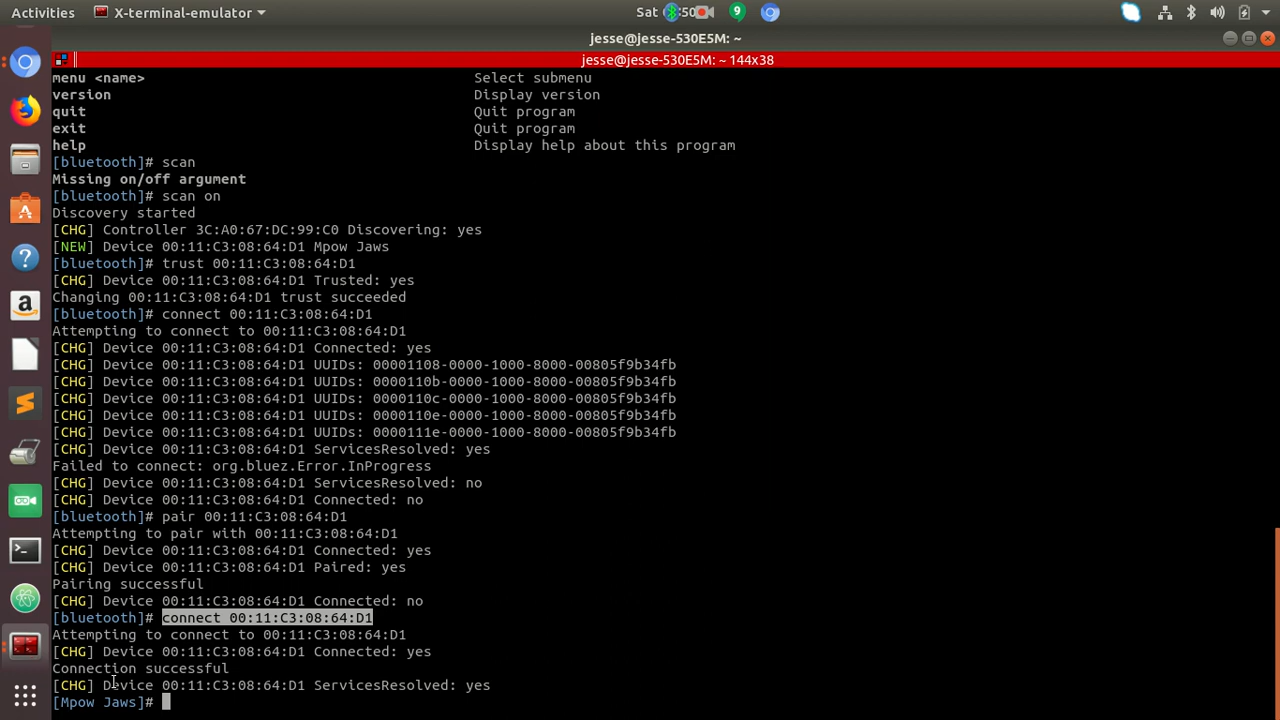 Activities X-terminal-emulator Sat 50 9
jesse@jesse-530E5M: ~
jesse@jesse-530E5M: ~ 144x38
menu <name> Select submenu
version Display version
quit Quit program
exit Quit program
help Display help about this program
[bluetooth]# scan
Missing on/off argument
[bluetooth]# scan on
Discovery started
[CHG] Controller 3C:A0:67:DC:99:C0 Discovering: yes
[NEW] Device 00:11:C3:08:64:D1 Mpow Jaws
[bluetooth]# trust 00:11:C3:08:64:D1
[CHG] Device 00:11:C3:08:64:D1 Trusted: yes
Changing 00:11:C3:08:64:D1 trust succeeded
[bluetooth]# connect 00:11:C3:08:64:D1
Attempting to connect to 00:11:C3:08:64:D1
[CHG] Device 00:11:C3:08:64:D1 Connected: yes
[CHG] Device 00:11:C3:08:64:D1 UUIDs: 00001108-0000-1000-8000-00805f9b34fb
[CHG] Device 00:11:C3:08:64:D1 UUIDs: 0000110b-0000-1000-8000-00805f9b34fb
[CHG] Device 00:11:C3:08:64:D1 UUIDs: 0000110c-0000-1000-8000-00805f9b34fb
[CHG] Device 00:11:C3:08:64:D1 UUIDs: 0000110e-0000-1000-8000-00805f9b34fb
[CHG] Device 00:11:C3:08:64:D1 UUIDs: 0000111e-0000-1000-8000-00805f9b34fb
[CHG] Device 00:11:C3:08:64:D1 ServicesResolved: yes
Failed to connect: org.bluez.Error.InProgress
[CHG] Device 00:11:C3:08:64:D1 ServicesResolved: no
[CHG] Device 00:11:C3:08:64:D1 Connected: no
[bluetooth]# pair 00:11:C3:08:64:D1
Attempting to pair with 00:11:C3:08:64:D1
[CHG] Device 00:11:C3:08:64:D1 Connected: yes
[CHG] Device 00:11:C3:08:64:D1 Paired: yes
Pairing successful
[CHG] Device 00:11:C3:08:64:D1 Connected: no
[bluetooth]# connect 00:11:C3:08:64:D1
Attempting to connect to 00:11:C3:08:64:D1
[CHG] Device 00:11:C3:08:64:D1 Connected: yes
Connection successful
[CHG] Device 00:11:C3:08:64:D1 ServicesResolved: yes
[Mpow Jaws]#